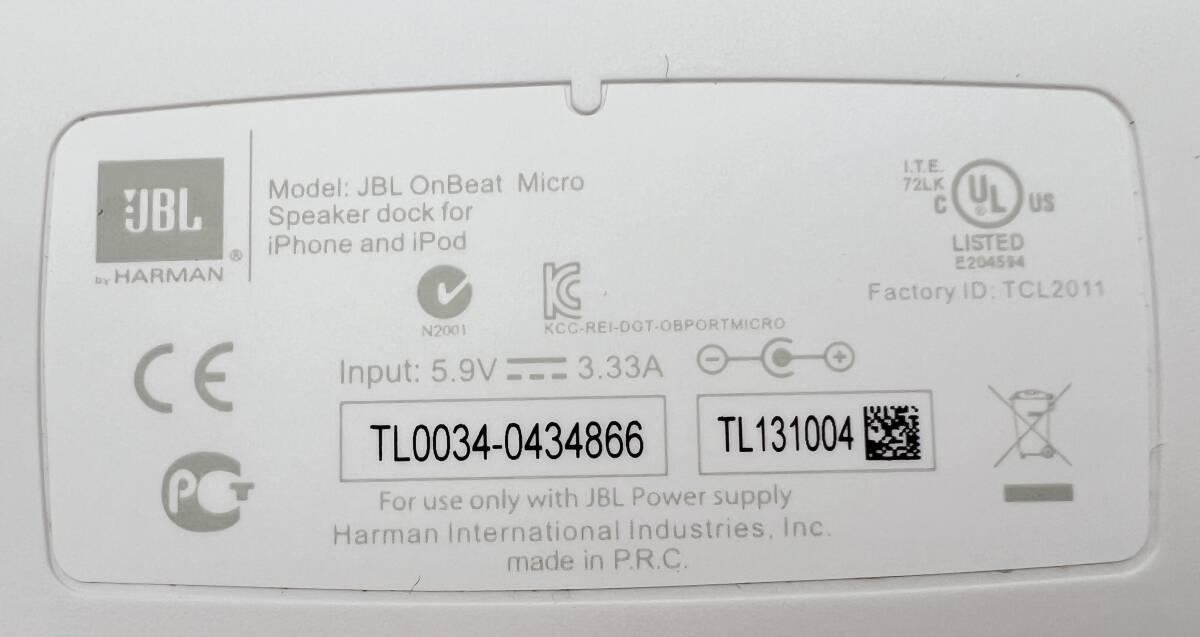 JBL
®
by HARMAN
Model: JBL OnBeat Micro
Speaker dock for
iPhone and iPod
I.T.E.
72LK
C UL ® US
LISTED
E204594
Factory ID: TCL2011
N2001
KC
KCC-REI-DGT-OBPORTMICRO
CE
Input: 5.9V 3.33A
TL0034-0434866
TL131004
PCT
For use only with JBL Power supply
Harman International Industries, Inc.
made in P.R.C.